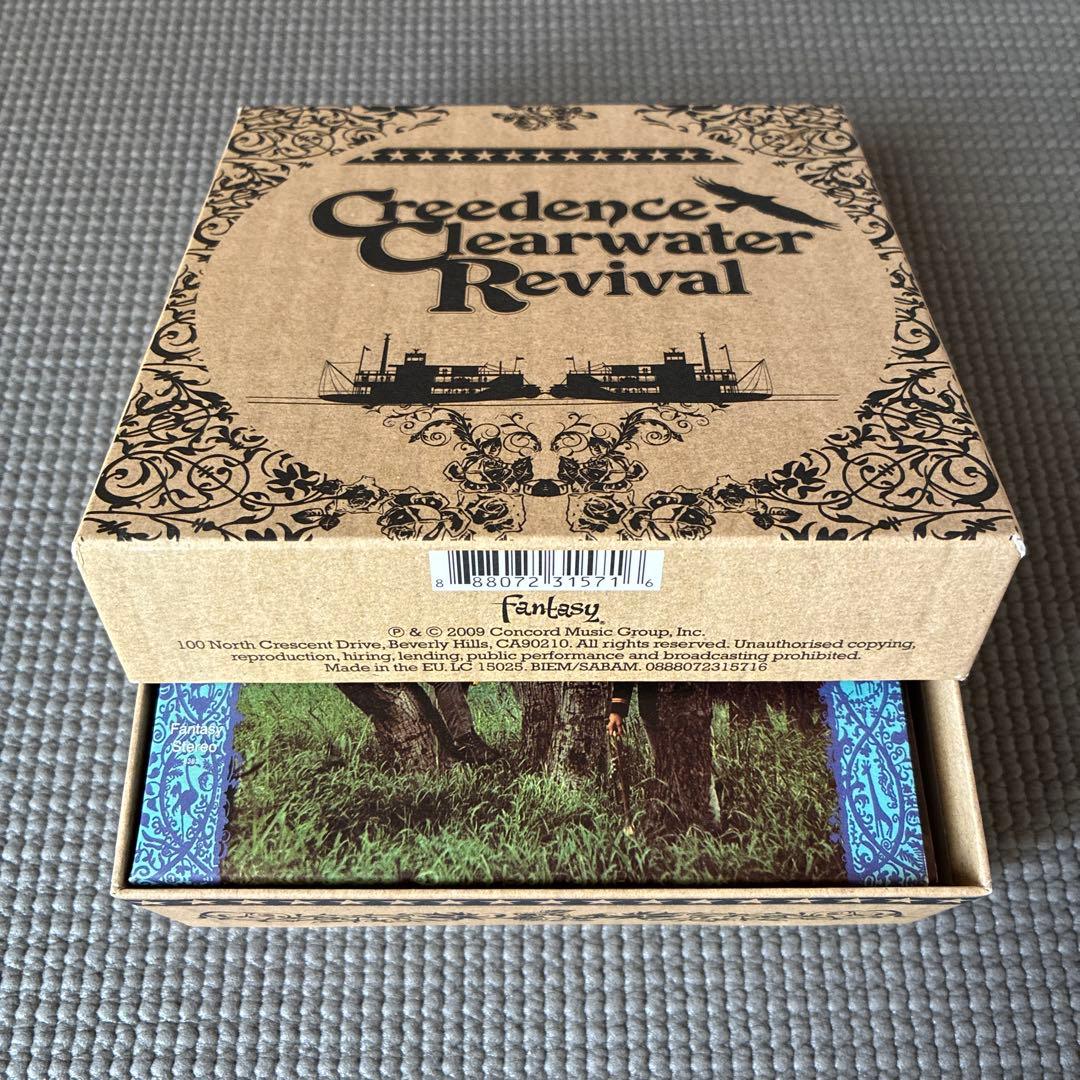 Creedence
Clearwater
Revival
8 88072 31571 6
fantasy®
℗ & © 2009 Concord Music Group, Inc.
100 North Crescent Drive, Beverly Hills, CA90210. All rights reserved. Unauthorised copying,
reproduction, hiring, lending, public performance and broadcasting prohibited.
Made in the EU. LC 15025. BIEM/SABAM. 0888072315716
Fantasy
Stereo